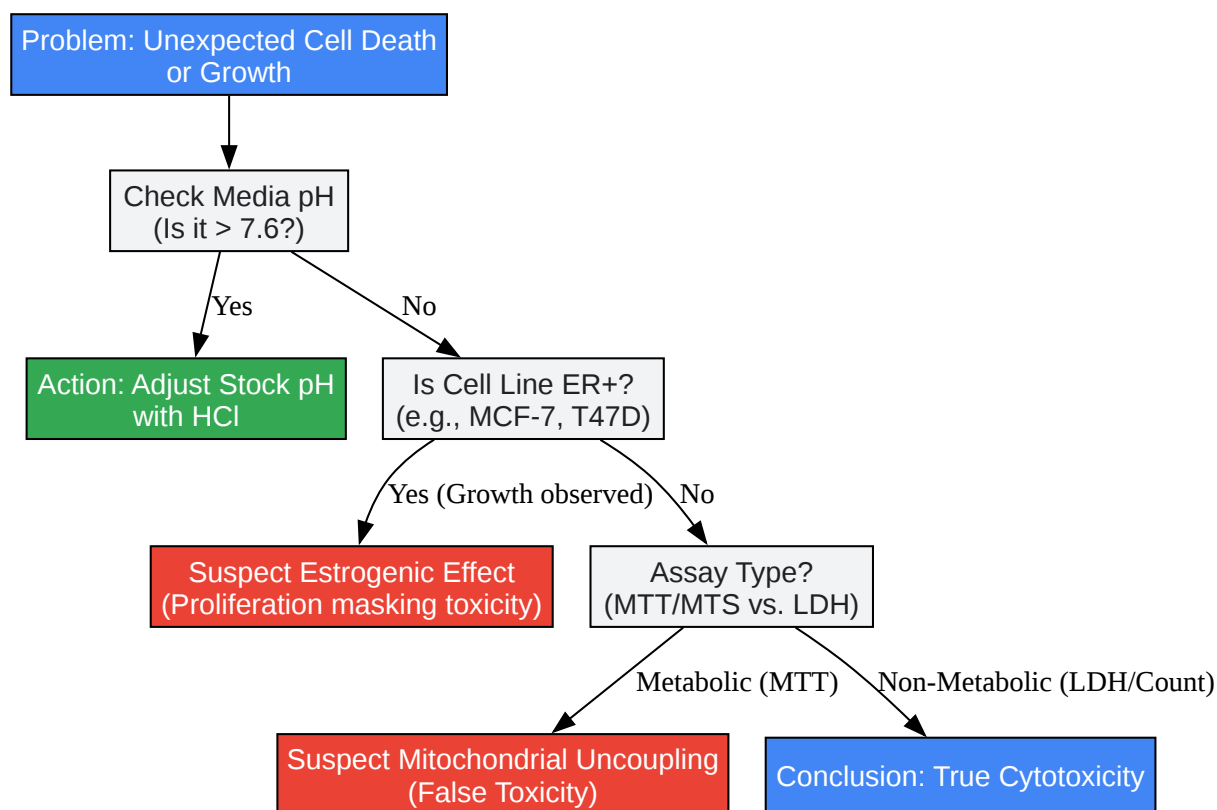 Problem: Unexpected Cell Death
or Growth
Check Media pH
(Is it > 7.6?)
Yes
No
Action: Adjust Stock pH
with HCl
Is Cell Line ER+?
(e.g., MCF-7, T47D)
Yes (Growth observed)
No
Suspect Estrogenic Effect
(Proliferation masking toxicity)
Assay Type?
(MTT/MTS vs. LDH)
Metabolic (MTT)
Non-Metabolic (LDH/Count)
Suspect Mitochondrial Uncoupling
(False Toxicity)
Conclusion: True Cytotoxicity